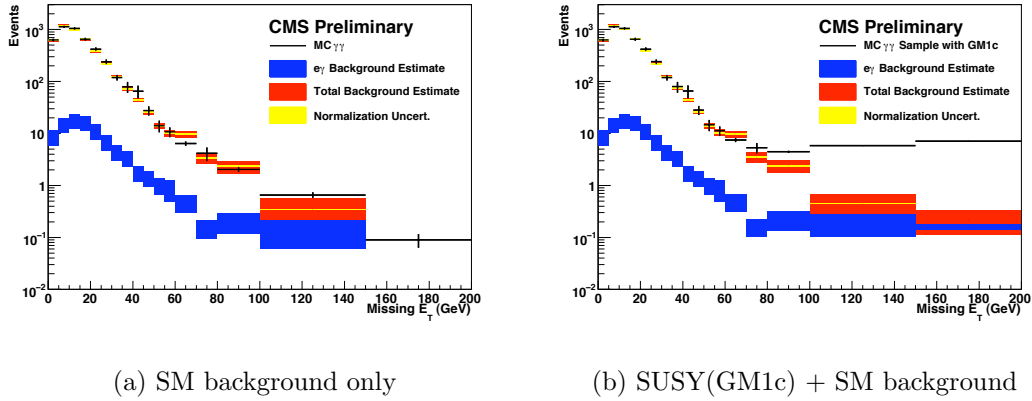 Events
CMS Preliminary
MC γγ
eγ Background Estimate
Total Background Estimate
Normalization Uncert.
10³
10²
10
1
10⁻¹
10⁻²
0 20 40 60 80 100 120 140 160 180 200
Missing E_T (GeV)
(a) SM background only
Events
CMS Preliminary
MC γγ Sample with GM1c
eγ Background Estimate
Total Background Estimate
Normalization Uncert.
10³
10²
10
1
10⁻¹
10⁻²
0 20 40 60 80 100 120 140 160 180 200
Missing E_T (GeV)
(b) SUSY(GM1c) + SM background